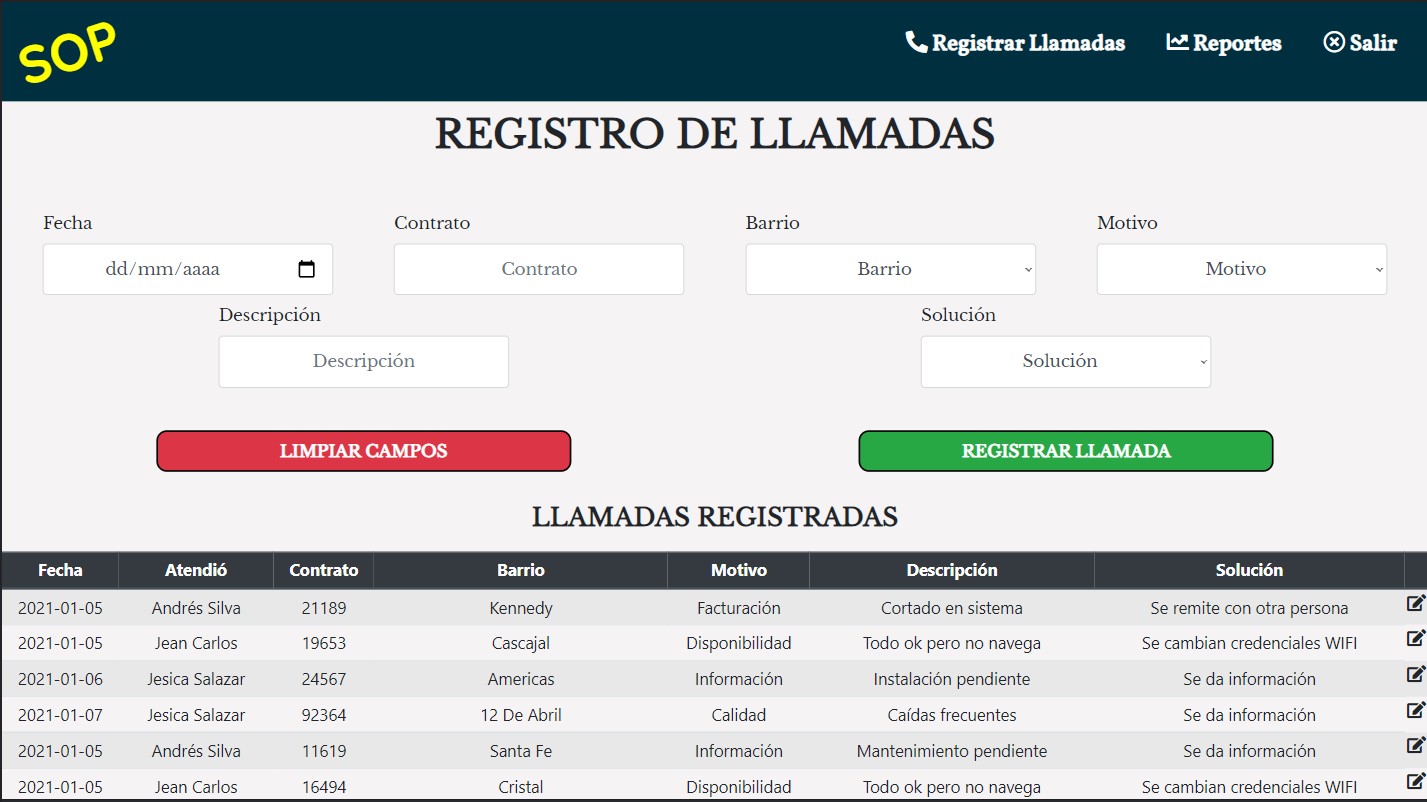 SOP
Registrar Llamadas Reportes Salir
REGISTRO DE LLAMADAS
Fecha Contrato Barrio Motivo
dd/mm/aaaa Contrato Barrio Motivo
Descripción Solución
Descripción Solución
LIMPIAR CAMPOS REGISTRAR LLAMADA
LLAMADAS REGISTRADAS
Fecha Atendió Contrato Barrio Motivo Descripción Solución
2021-01-05 Andrés Silva 21189 Kennedy Facturación Cortado en sistema Se remite con otra persona
2021-01-05 Jean Carlos 19653 Cascajal Disponibilidad Todo ok pero no navega Se cambian credenciales WIFI
2021-01-06 Jesica Salazar 24567 Americas Información Instalación pendiente Se da información
2021-01-07 Jesica Salazar 92364 12 De Abril Calidad Caídas frecuentes Se da información
2021-01-05 Andrés Silva 11619 Santa Fe Información Mantenimiento pendiente Se da información
2021-01-05 Jean Carlos 16494 Cristal Disponibilidad Todo ok pero no navega Se cambian credenciales WIFI